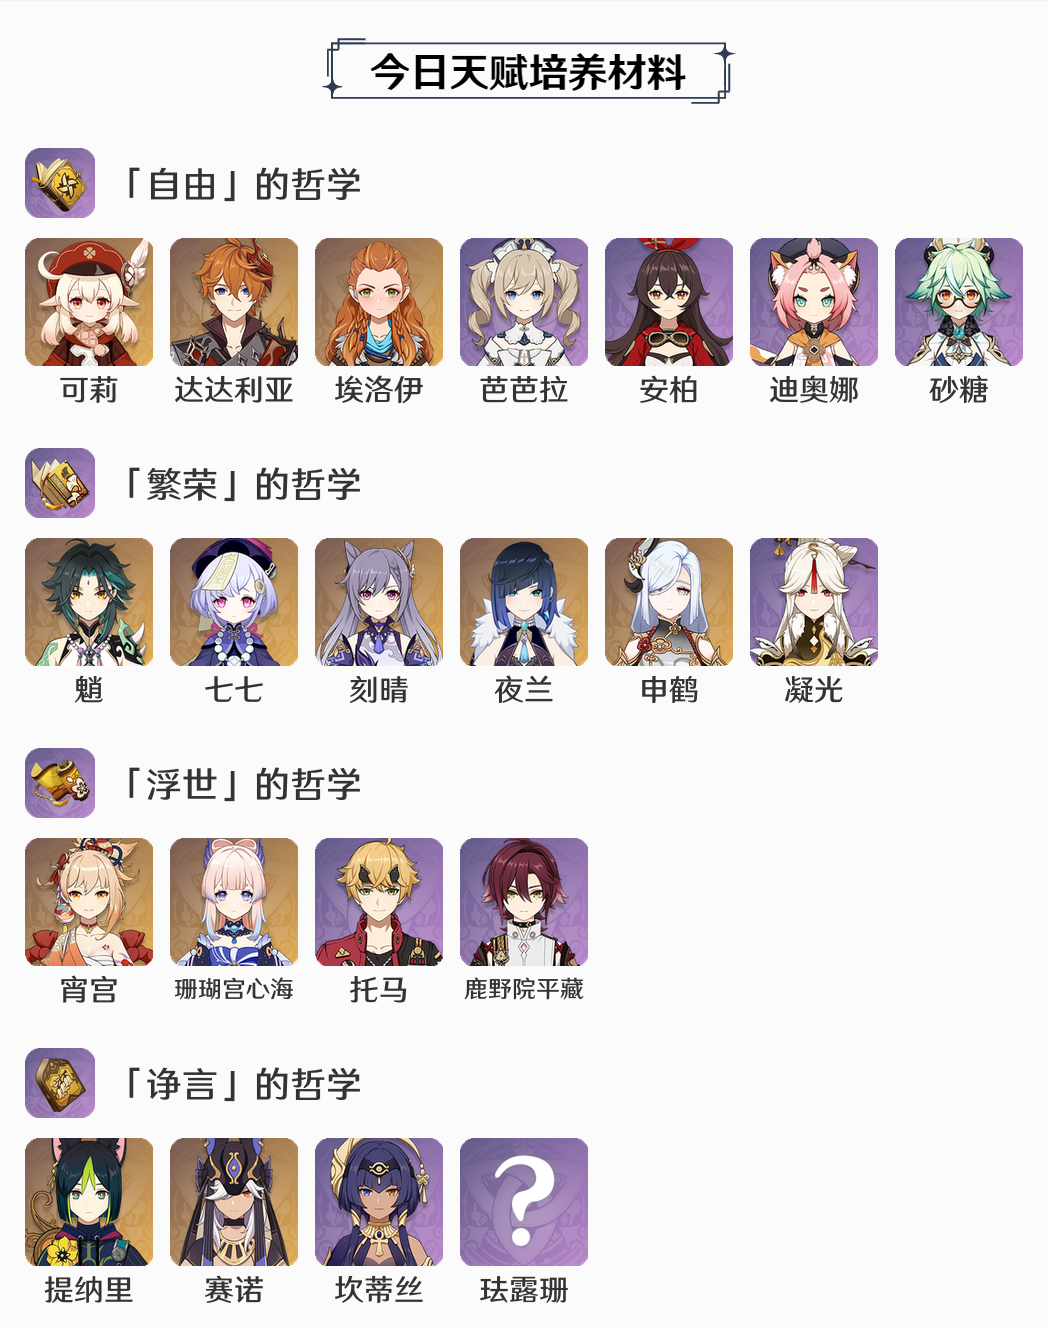 今日天赋培养材料
「自由」的哲学
可莉 达达利亚 埃洛伊 芭芭拉 安柏 迪奥娜 砂糖
「繁荣」的哲学
魈 七七 刻晴 夜兰 申鹤 凝光
「浮世」的哲学
宵宫 珊瑚宫心海 托马 鹿野院平藏
「诤言」的哲学
提纳里 赛诺 坎蒂丝 珐露珊